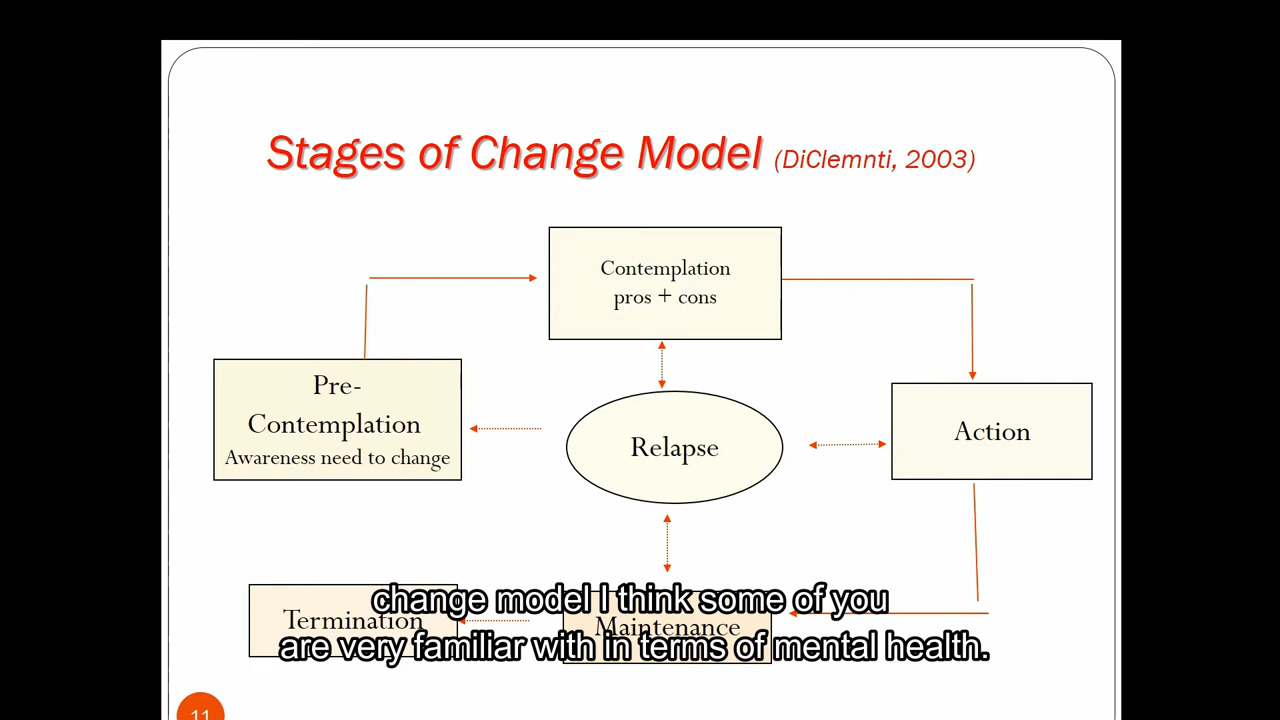 Stages of Change Model (DiClemnti, 2003)
Contemplation
pros + cons
Pre-
Contemplation
Awareness need to change
Relapse
Action
Termination
Maintenance
change model I think some of you
are very familiar with in terms of mental health.
11